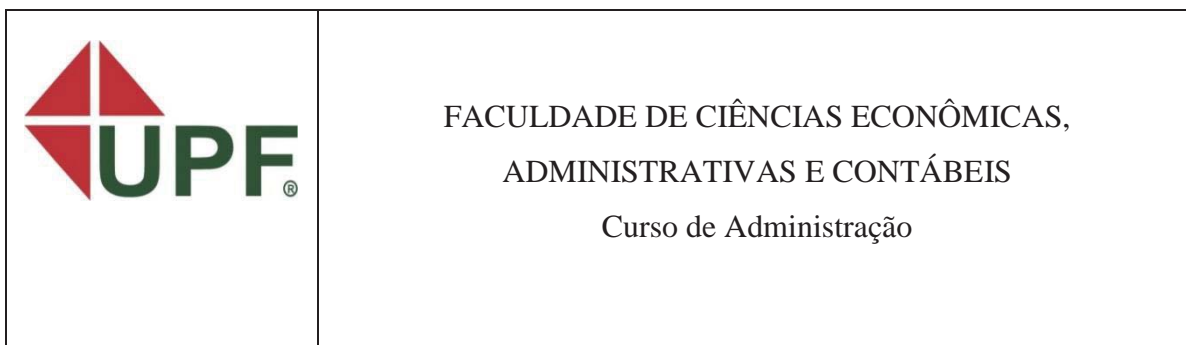 UPF®
FACULDADE DE CIÊNCIAS ECONÔMICAS,
ADMINISTRATIVAS E CONTÁBEIS
Curso de Administração